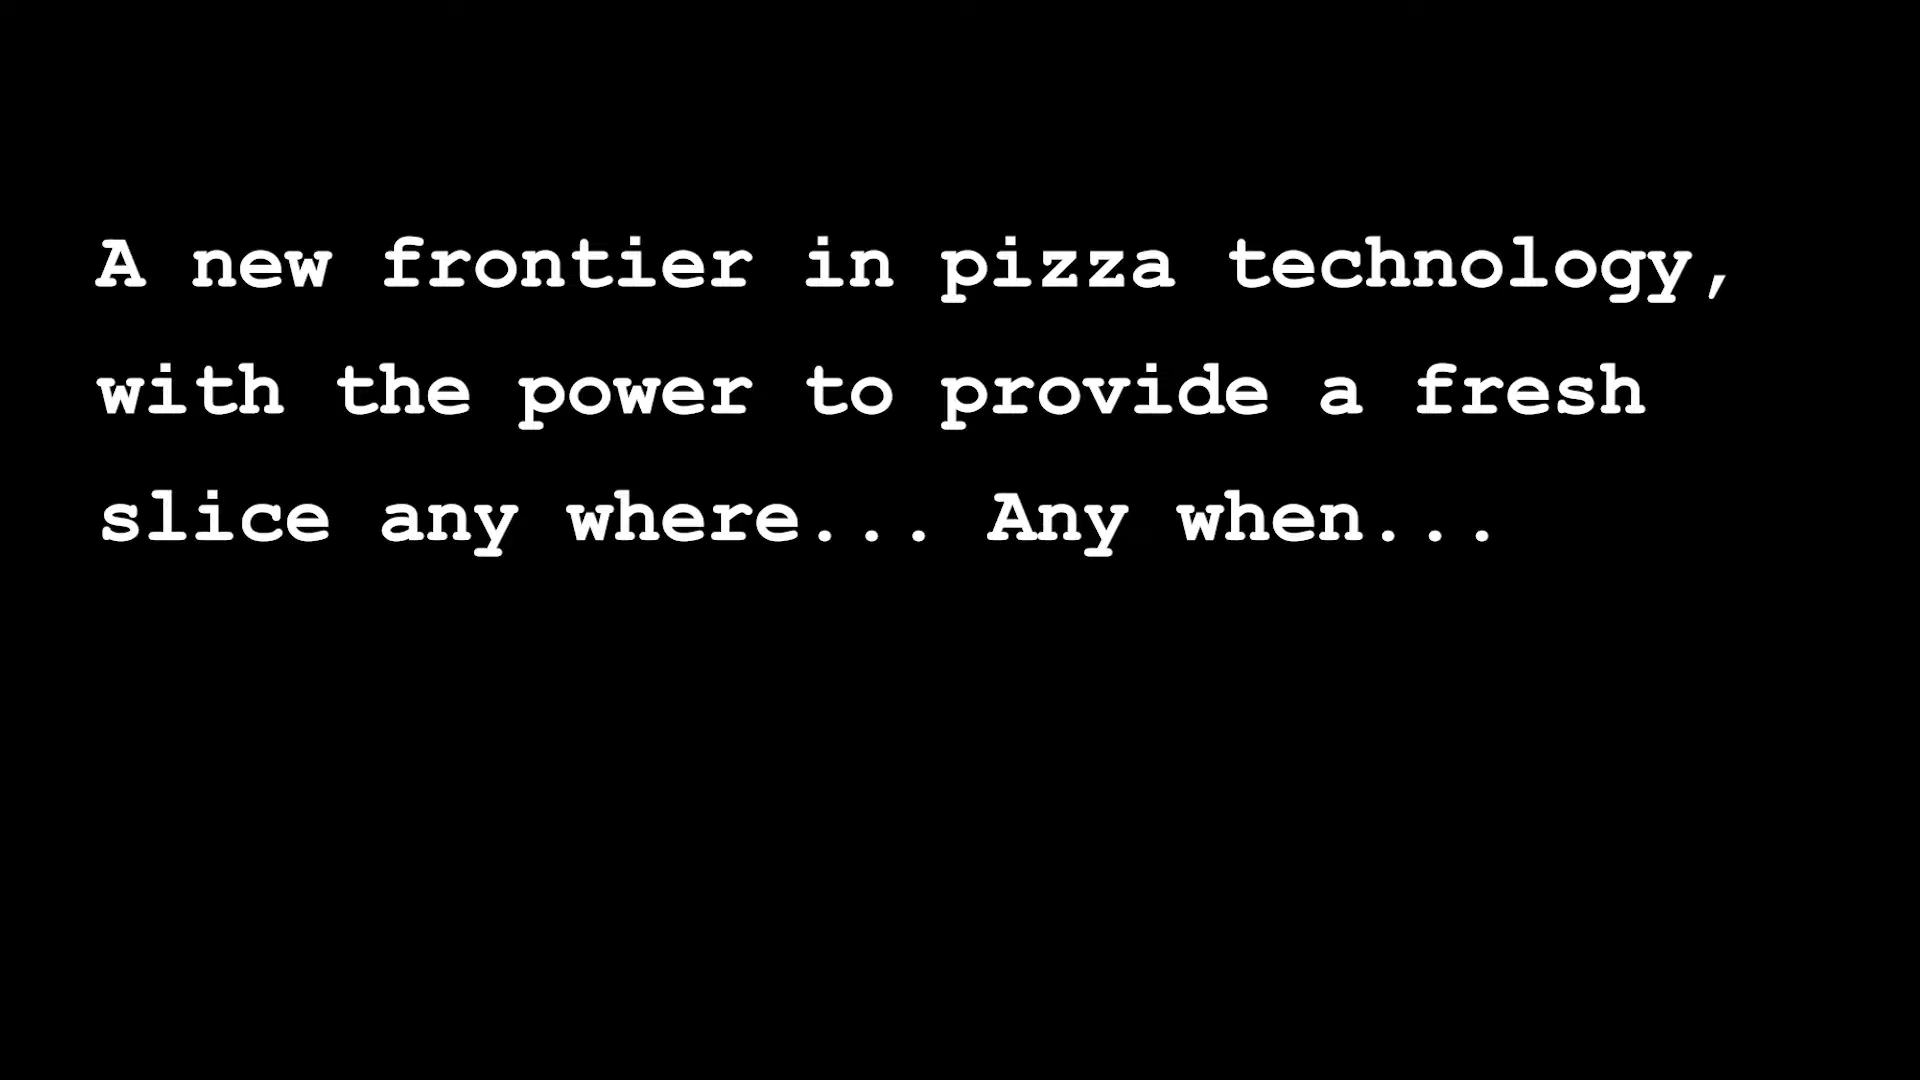 A new frontier in pizza technology,
with the power to provide a fresh
slice any where... Any when...